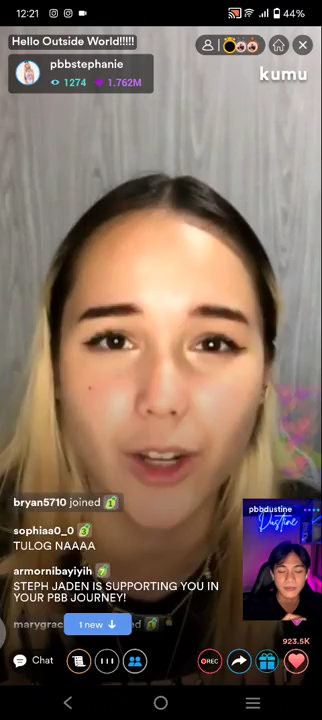 12:21
44%
Hello Outside World!!!!!
pbbstephanie
1274 1.762M
kumu
bryan5710 joined
sophiaa0_0
TULOG NAAAA
armornibayiyih
STEPH JADEN IS SUPPORTING YOU IN
YOUR PBB JOURNEY!
1 new
pbbdustine
Dustine
923.5K
Chat
REC